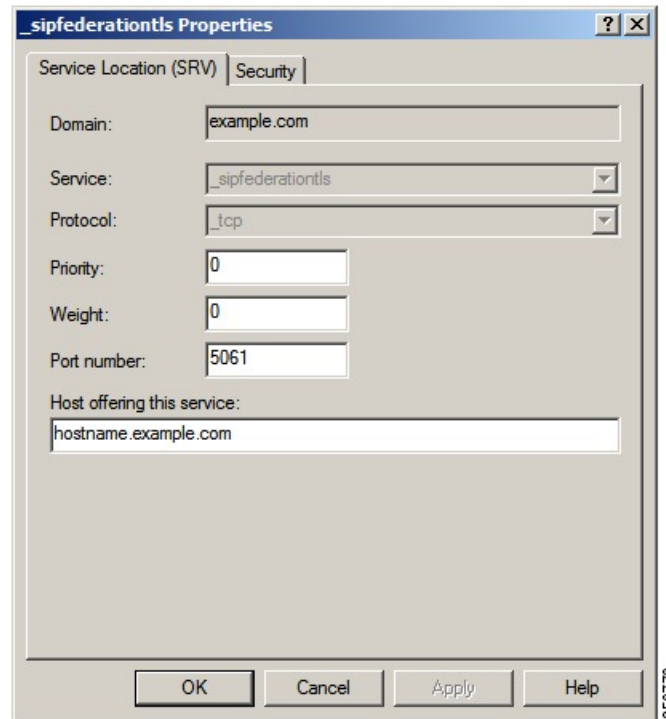 _sipfederationtls Properties
Service Location (SRV) Security
Domain: example.com
Service: _sipfederationtls
Protocol: _tcp
Priority: 0
Weight: 0
Port number: 5061
Host offering this service:
hostname.example.com
OK Cancel Apply Help